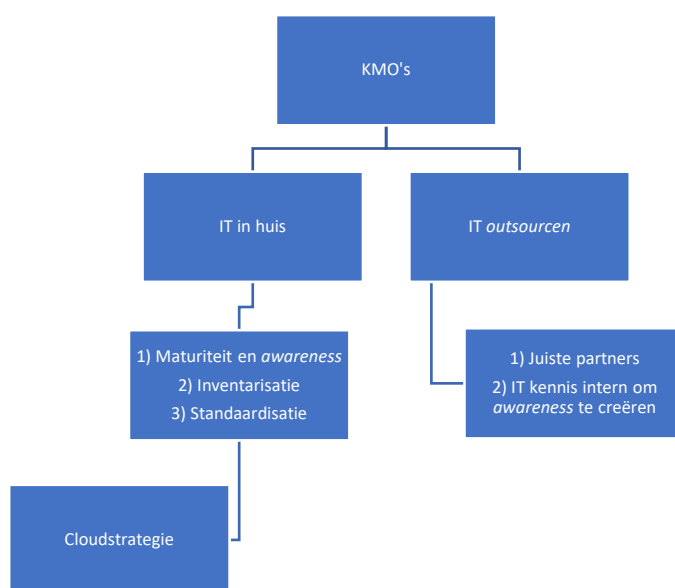 KMO's
IT in huis
IT outsourcen
1) Maturiteit en awareness
2) Inventarisatie
3) Standaardisatie
1) Juiste partners
2) IT kennis intern om
awareness te creëren
Cloudstrategie